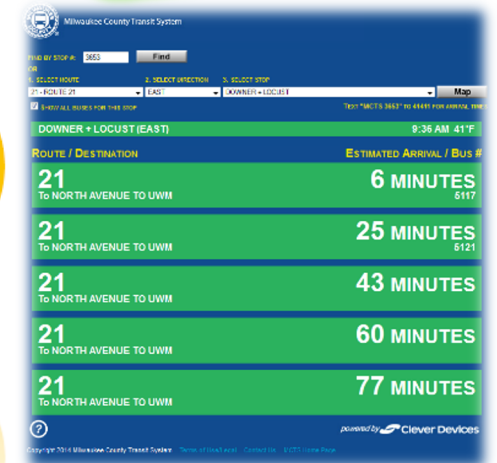 Milwaukee County Transit System
FIND BY STOP #: 3653 Find
OR
1. SELECT ROUTE 2. SELECT DIRECTION 3. SELECT STOP
21 - ROUTE 21 EAST DOWNER + LOCUST Map
SHOW ALL BUSES FOR THIS STOP TEXT "MCTS 3653" TO 41411 FOR ARRIVAL TIMES
DOWNER + LOCUST (EAST) 9:36 AM 41°F
ROUTE / DESTINATION ESTIMATED ARRIVAL / BUS #
21 6 MINUTES
To NORTH AVENUE TO UWM 5117
21 25 MINUTES
To NORTH AVENUE TO UWM 5121
21 43 MINUTES
To NORTH AVENUE TO UWM
21 60 MINUTES
To NORTH AVENUE TO UWM
21 77 MINUTES
To NORTH AVENUE TO UWM
? powered by Clever Devices
Copyright 2014 Milwaukee County Transit System Terms of Use/Legal Contact Us MCTS Home Page